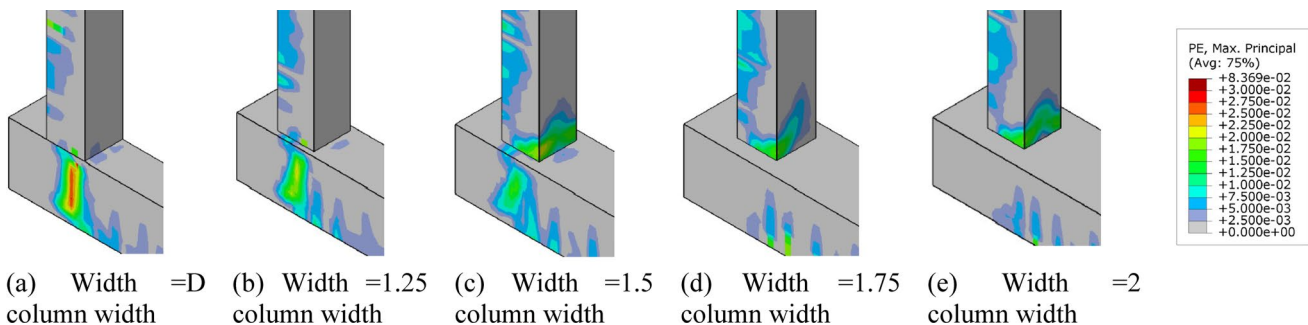 PE, Max. Principal
(Avg: 75%)
+8.369e-02
+3.000e-02
+2.750e-02
+2.500e-02
+2.250e-02
+2.000e-02
+1.750e-02
+1.500e-02
+1.250e-02
+1.000e-02
+7.500e-03
+5.000e-03
+2.500e-03
+0.000e+00
(a) Width =D
column width
(b) Width =1.25
column width
(c) Width =1.5
column width
(d) Width =1.75
column width
(e) Width =2
column width